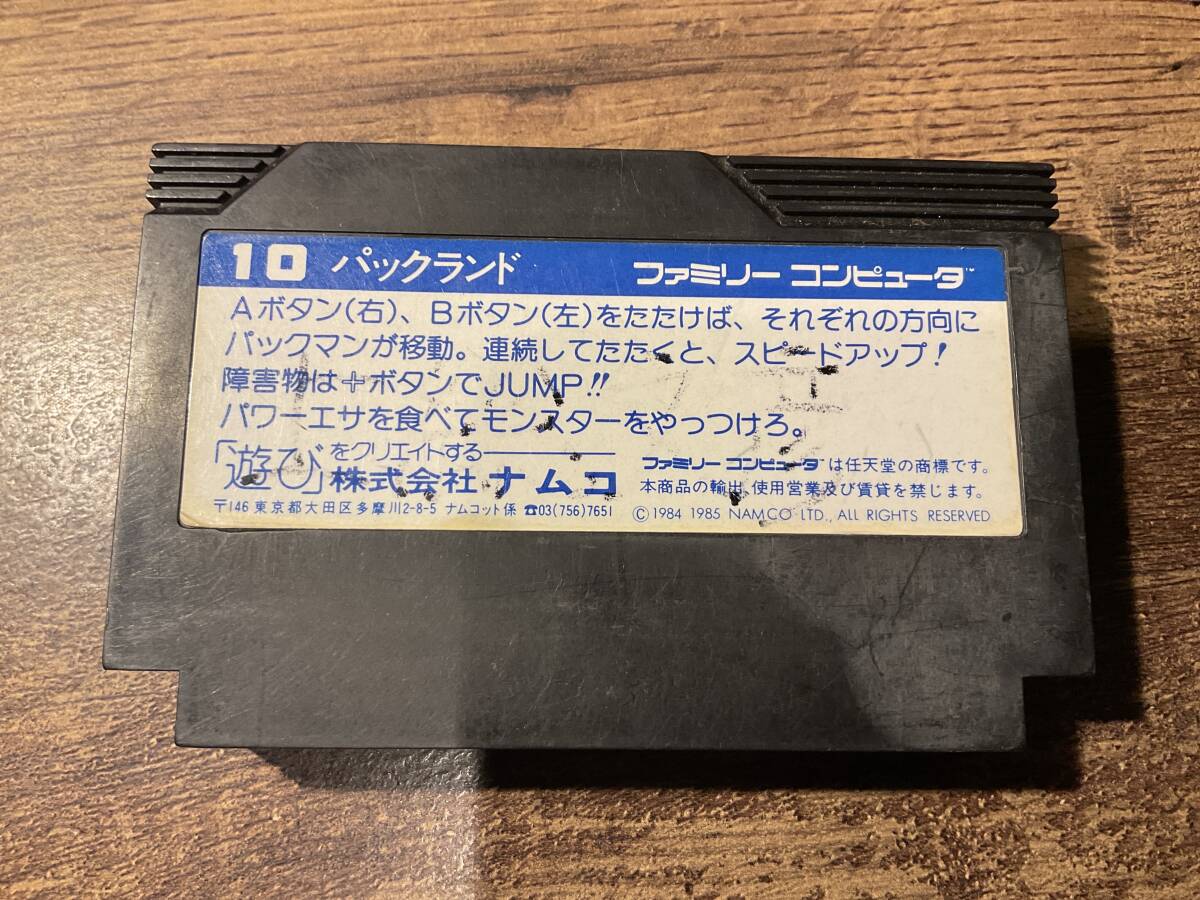 10 パックランド ファミリー コンピュータ™
Aボタン(右)、Bボタン(左)をたたけば、それぞれの方向に
パックマンが移動。連続してたたくと、スピードアップ!
障害物は+ボタンでJUMP!!
パワーエサを食べてモンスターをやっつけろ。
「遊び」をクリエイトする
株式会社 ナムコ
〒146 東京都大田区多摩川2-8-5 ナムコット係 ☎03(756)7651
ファミリー コンピュータ™は任天堂の商標です。
本商品の輸出、使用営業及び賃貸を禁じます。
© 1984 1985 NAMCO LTD., ALL RIGHTS RESERVED